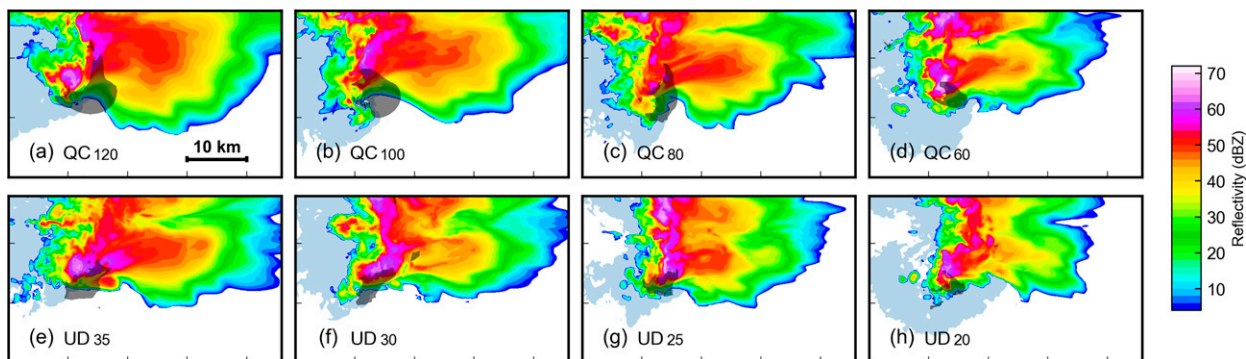 (a) QC 120
10 km
(b) QC 100
(c) QC 80
(d) QC 60
(e) UD 35
(f) UD 30
(g) UD 25
(h) UD 20
70
60
50
40
30
20
10
Reflectivity (dBZ)